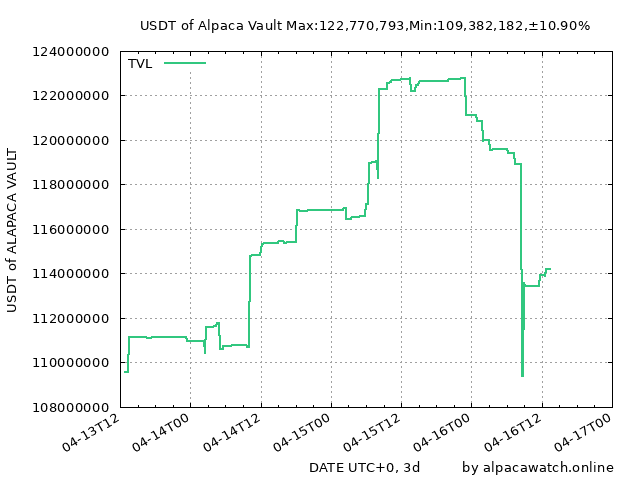 USDT of Alpaca Vault Max:122,770,793,Min:109,382,182,±10.90%
TVL
124000000
122000000
120000000
118000000
116000000
114000000
112000000
110000000
108000000
USDT of ALAPACA VAULT
04-13T12
04-14T00
04-14T12
04-15T00
04-15T12
04-16T00
04-16T12
04-17T00
DATE UTC+0, 3d
by alpacawatch.online